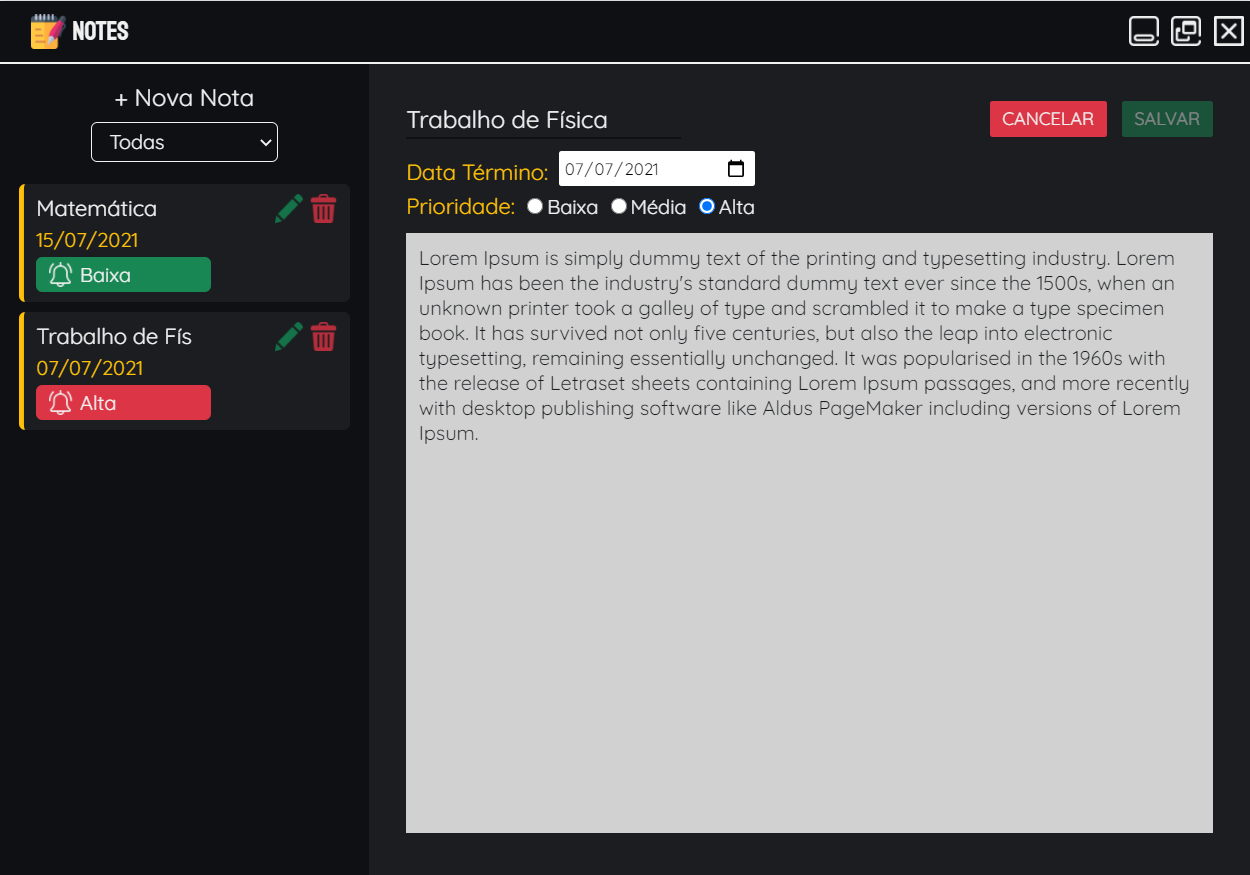 NOTES
+ Nova Nota
Todas
Matemática
15/07/2021
Baixa
Trabalho de Fís
07/07/2021
Alta
Trabalho de Física
CANCELAR
SALVAR
Data Término: 07/07/2021
Prioridade: Baixa Média Alta
Lorem Ipsum is simply dummy text of the printing and typesetting industry. Lorem
Ipsum has been the industry's standard dummy text ever since the 1500s, when an
unknown printer took a galley of type and scrambled it to make a type specimen
book. It has survived not only five centuries, but also the leap into electronic
typesetting, remaining essentially unchanged. It was popularised in the 1960s with
the release of Letraset sheets containing Lorem Ipsum passages, and more recently
with desktop publishing software like Aldus PageMaker including versions of Lorem
Ipsum.